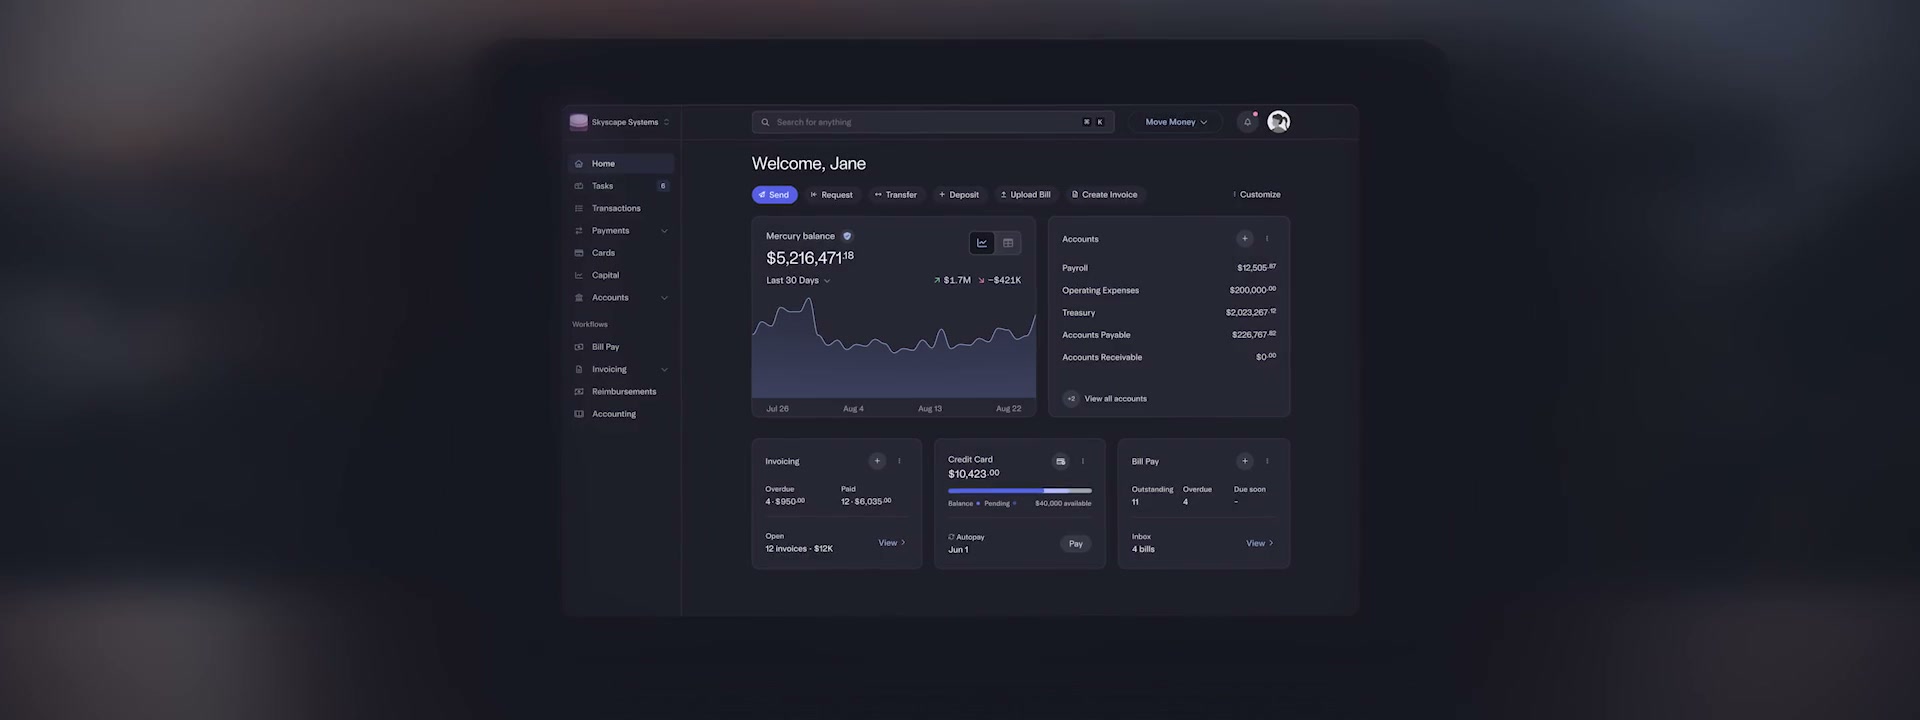 Skyscape Systems
Search for anything
⌘ K
Move Money
Home
Tasks 6
Transactions
Payments
Cards
Capital
Accounts
Workflows
Bill Pay
Invoicing
Reimbursements
Accounting
Welcome, Jane
Send Request Transfer Deposit Upload Bill Create Invoice Customize
Mercury balance
$5,216,471.18
Last 30 Days $1.7M −$421K
Jul 26 Aug 4 Aug 13 Aug 22
Accounts
Payroll $12,505.87
Operating Expenses $200,000.00
Treasury $2,023,267.12
Accounts Payable $226,767.82
Accounts Receivable $0.00
+2 View all accounts
Invoicing
Overdue Paid
4 · $950.00 12 · $6,035.00
Open
12 invoices · $12K View
Credit Card
$10,423.00
Balance Pending $40,000 available
Autopay
Jun 1 Pay
Bill Pay
Outstanding Overdue Due soon
11 4 –
Inbox
4 bills View